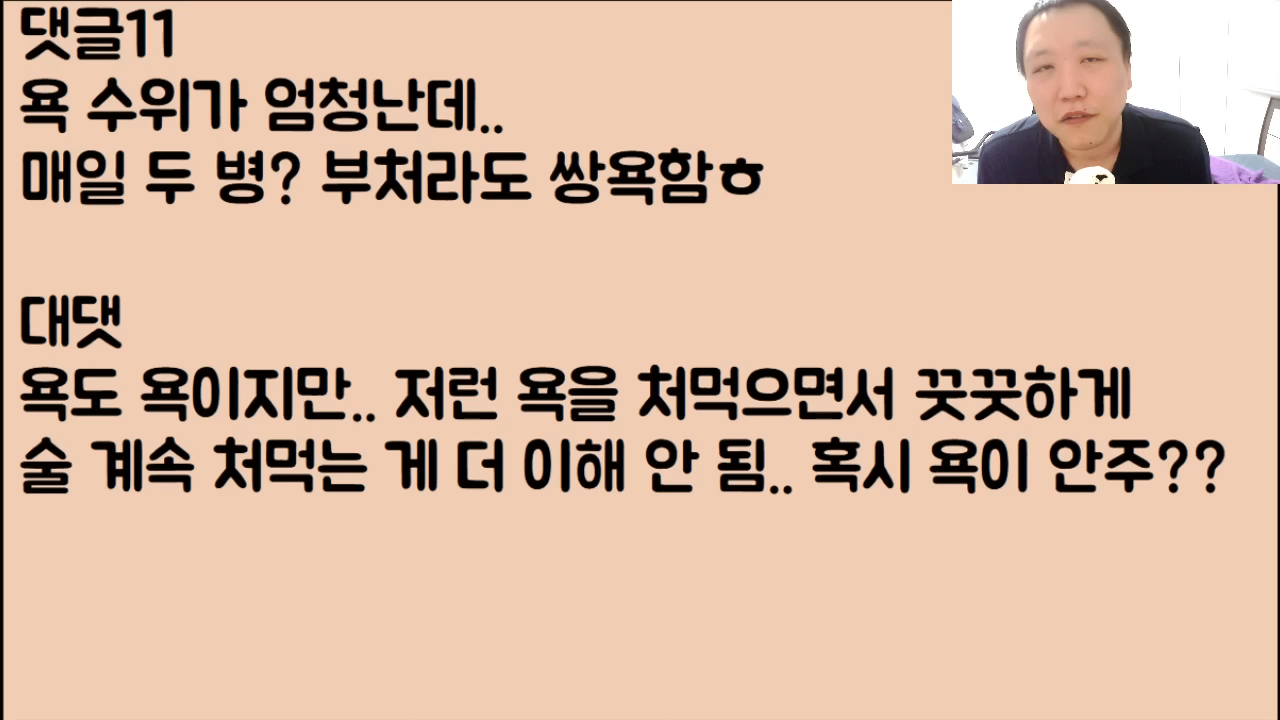 댓글11
욕 수위가 엄청난데..
매일 두 병? 부처라도 쌍욕함ㅎ
대댓
욕도 욕이지만.. 저런 욕을 처먹으면서 꿋꿋하게
술 계속 처먹는 게 더 이해 안 됨.. 혹시 욕이 안주??